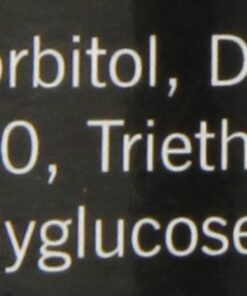 orbitol, D
0, Trieth
yglucose